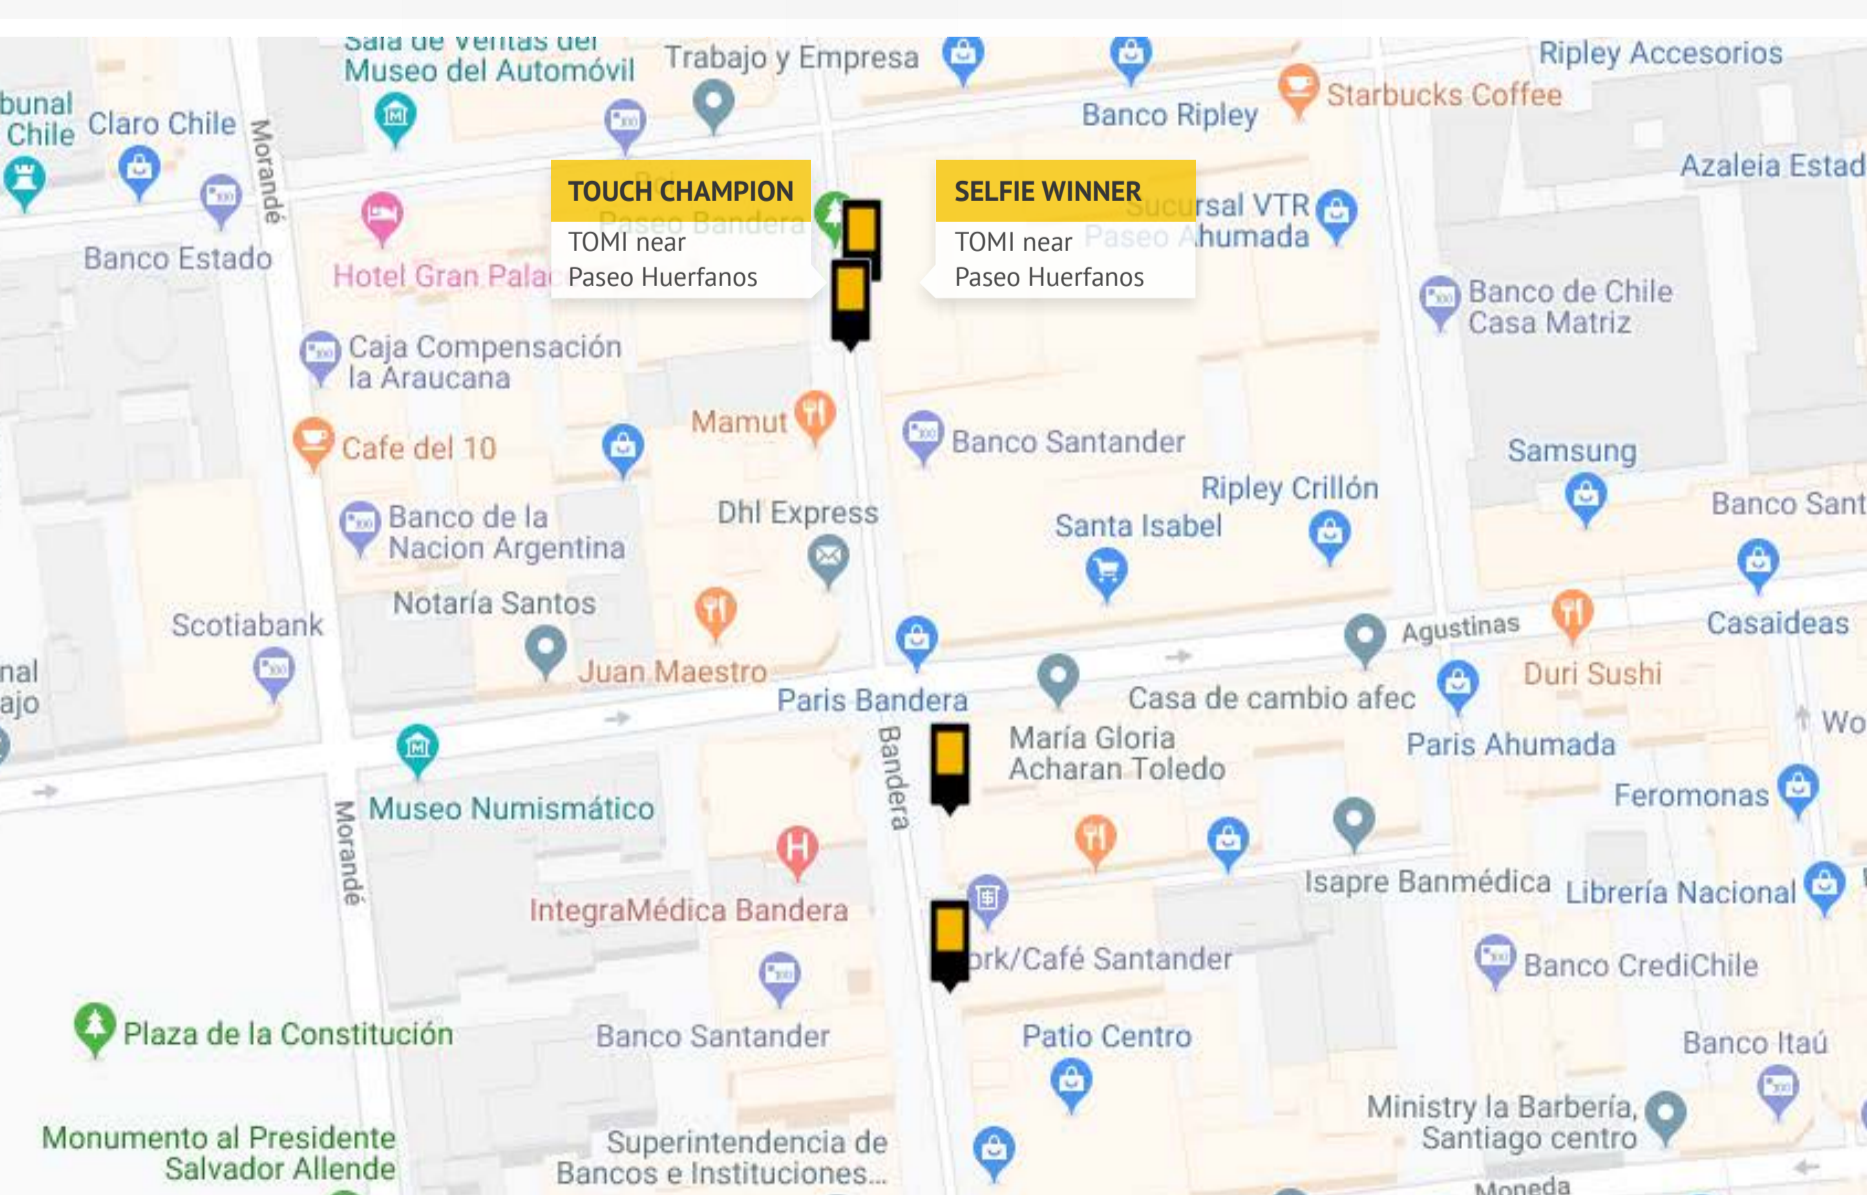 Sala de Ventas del
Museo del Automóvil
Trabajo y Empresa
Ripley Accesorios
Starbucks Coffee
Banco Ripley
bunal
Chile
Claro Chile
Morandé
Azaleia Estad
TOUCH CHAMPION
Paseo Bandera
TOMI near
Paseo Huerfanos
SELFIE WINNER
Sucursal VTR
Paseo Ahumada
TOMI near
Paseo Huerfanos
Banco Estado
Hotel Gran Palac
Banco de Chile
Casa Matriz
Caja Compensación
la Araucana
Mamut
Cafe del 10
Banco Santander
Samsung
Ripley Crillón
Banco Sant
Banco de la
Nacion Argentina
Dhl Express
Santa Isabel
Notaría Santos
Scotiabank
Agustinas
Casaideas
nal
ajo
Juan Maestro
Duri Sushi
Paris Bandera
Casa de cambio afec
Wo
Bandera
María Gloria
Acharan Toledo
Paris Ahumada
Museo Numismático
Morandé
Feromonas
Isapre Banmédica
Librería Nacional
IntegraMédica Bandera
ork/Café Santander
Banco CrediChile
Plaza de la Constitución
Banco Santander
Patio Centro
Banco Itaú
Ministry la Barbería,
Santiago centro
Monumento al Presidente
Salvador Allende
Superintendencia de
Bancos e Instituciones...
Moneda